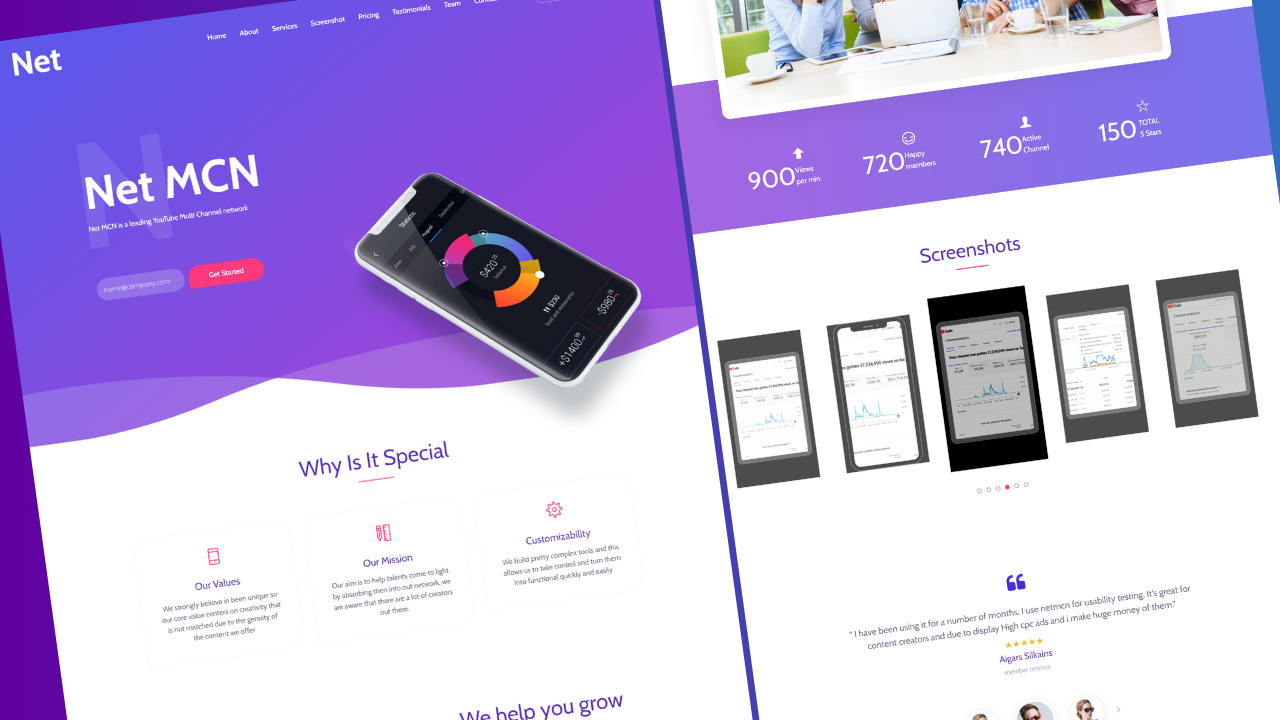 Net
Home About Services Screenshot Pricing Testimonials Team
N
Net MCN
Net MCN is a leading YouTube Multi Channel network
name@company.com Get Started
Statistic
June July August September
$420
balance
$230
food and restaurants
+$1400
-$980
Why Is It Special
Our Values
We strongly believe in been unique so
our core value centers on creativity that
is not matched due to the genuity of
the content we offer
Our Mission
Our aim is to help talents come to light
by absorbing then into out network, we
are aware that there are a lot of creators
out there.
Customizability
We build pretty complex tools and this
allows us to take control and turn them
into functional quickly and easily
We help you grow
900 Views
per min
720 Happy
members
740 Active
Channel
150 TOTAL
5 Stars
Screenshots
Channel analytics
“ I have been using it for a number of months, I use netmcn for usability testing. It's great for
content creators and due to display High cpc ads and i make huge money of them.”
Aigars Silkalns
member netmcn